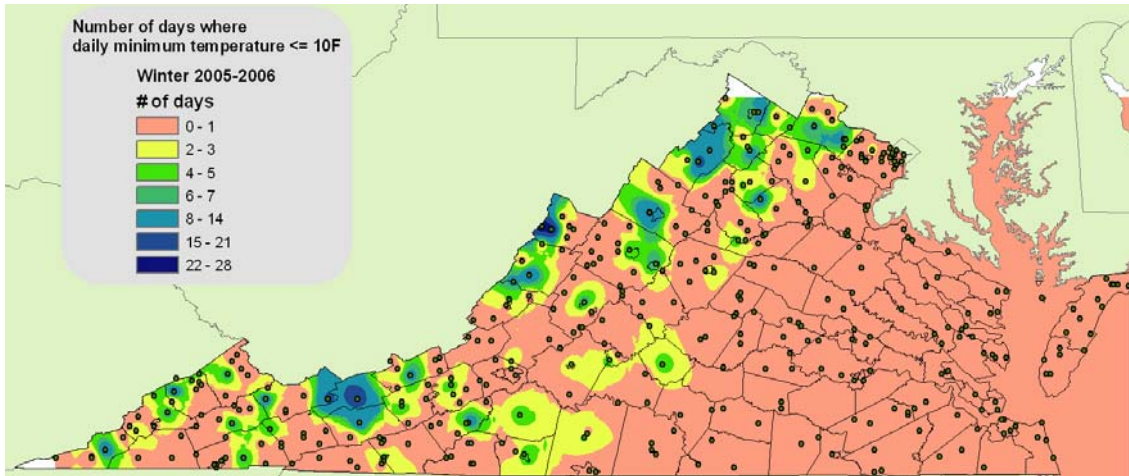 Number of days where
daily minimum temperature <= 10F
Winter 2005-2006
# of days
0 - 1
2 - 3
4 - 5
6 - 7
8 - 14
15 - 21
22 - 28